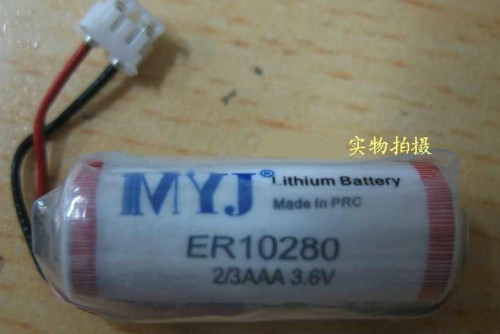 实物拍摄
MYJ® Lithium Battery
Made In PRC
ER10280
2/3AAA 3.6V